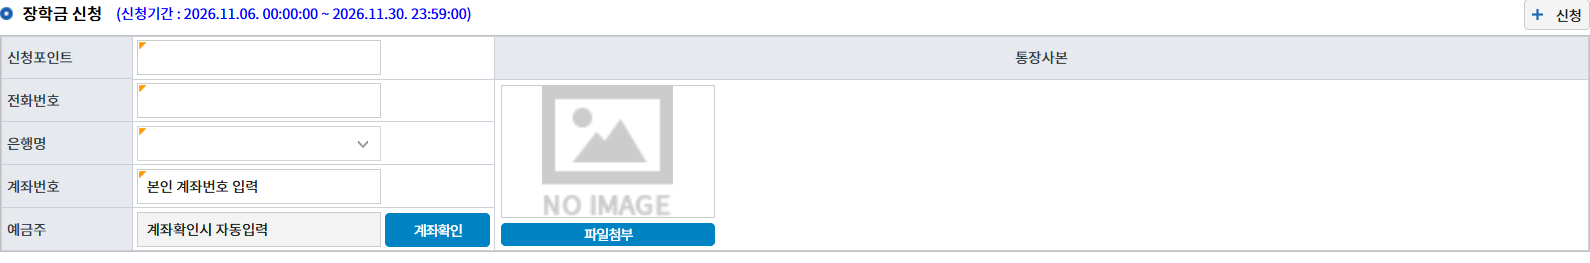 장학금 신청 (신청기간 : 2026.11.06. 00:00:00 ~ 2026.11.30. 23:59:00)
+ 신청
신청포인트
통장사본
전화번호
은행명
계좌번호 본인 계좌번호 입력
NO IMAGE
예금주 계좌확인시 자동입력 계좌확인
파일첨부